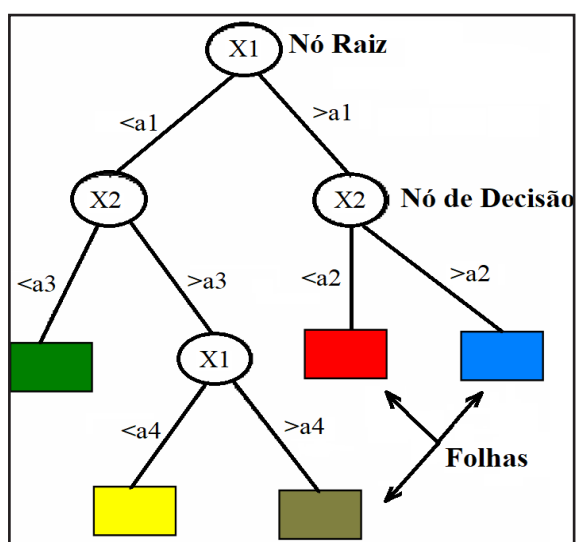 X1 Nó Raiz
<a1 >a1
X2 X2 Nó de Decisão
<a3 >a3 <a2 >a2
X1
<a4 >a4
Folhas